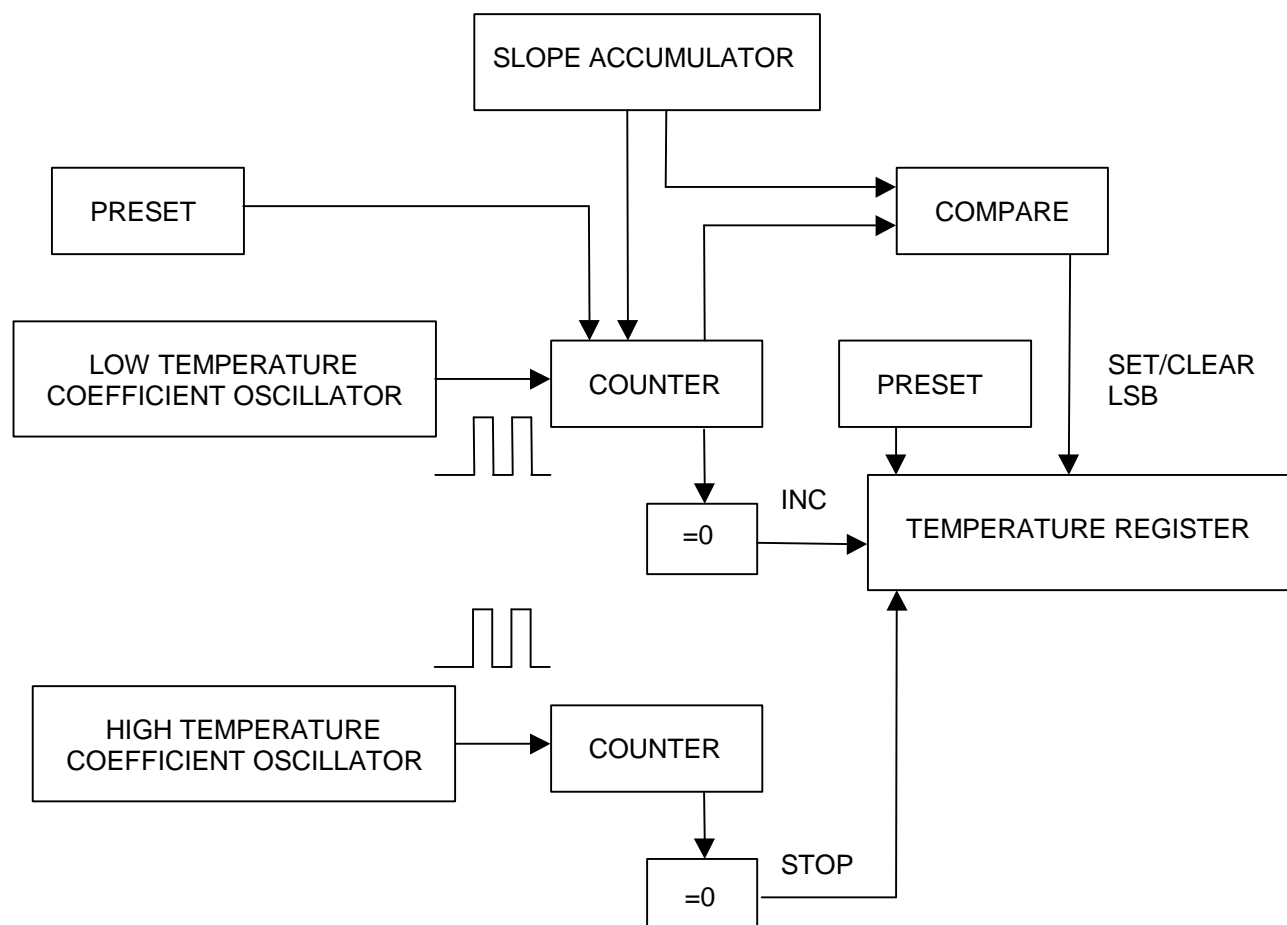 SLOPE ACCUMULATOR
PRESET
COMPARE
LOW TEMPERATURE
COEFFICIENT OSCILLATOR
COUNTER
PRESET
SET/CLEAR
LSB
=0
INC
TEMPERATURE REGISTER
HIGH TEMPERATURE
COEFFICIENT OSCILLATOR
COUNTER
=0
STOP